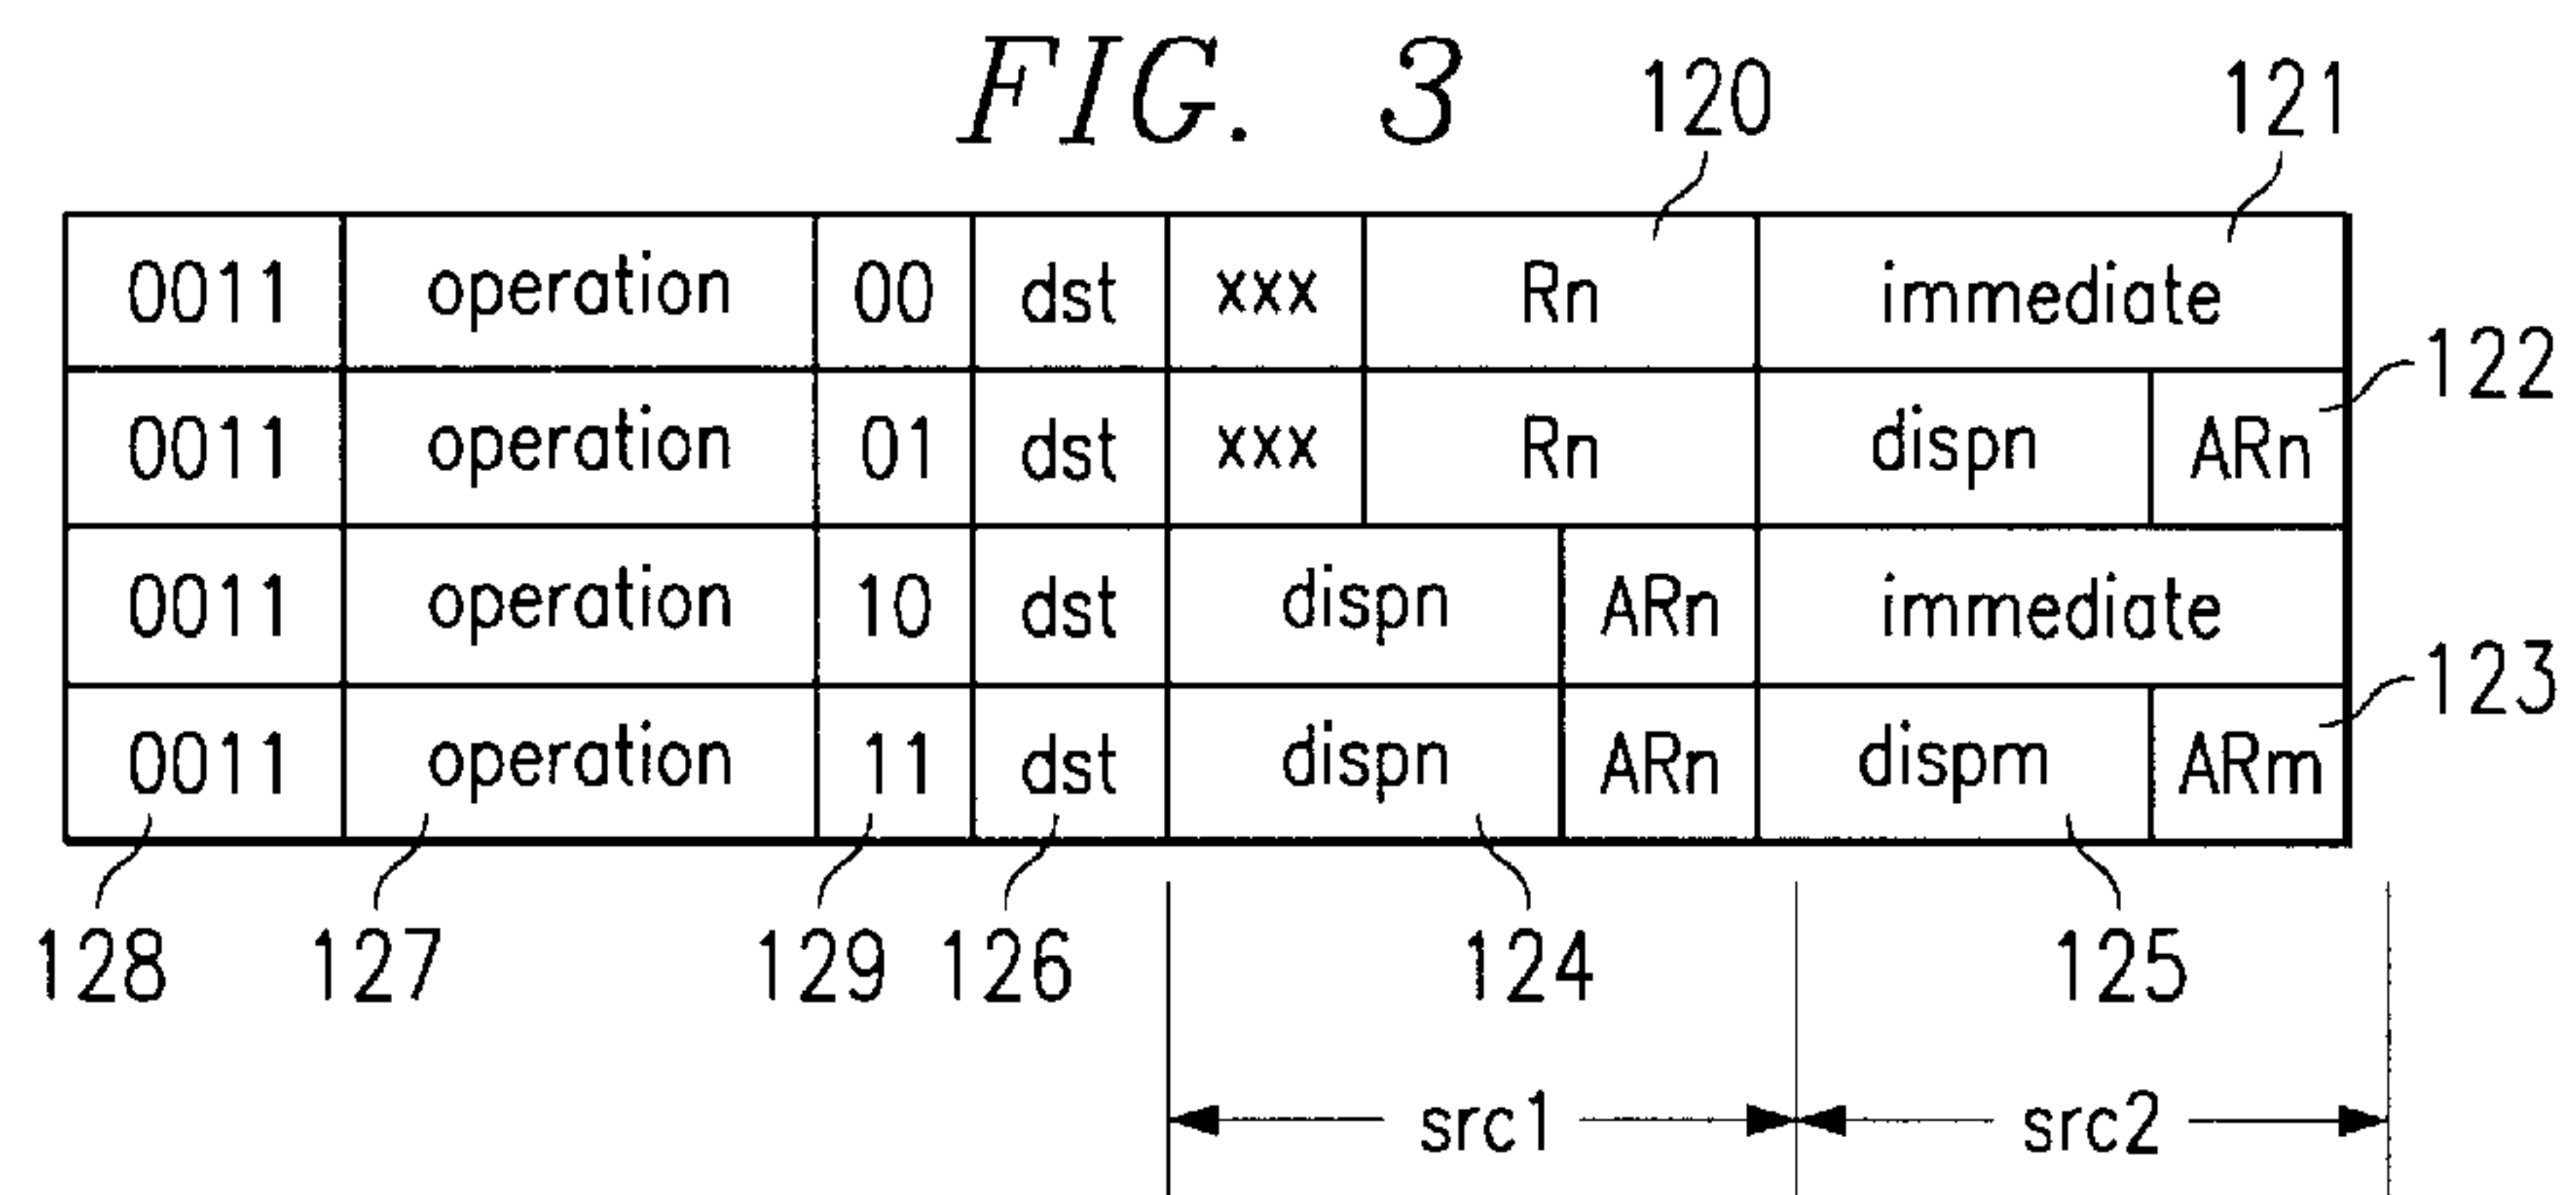 FIG. 3
120 121
0011 operation 00 dst xxx Rn immediate
122
0011 operation 01 dst xxx Rn dispn ARn
0011 operation 10 dst dispn ARn immediate
123
0011 operation 11 dst dispn ARn dispm ARm
128 127 129 126 124 125
src1 src2